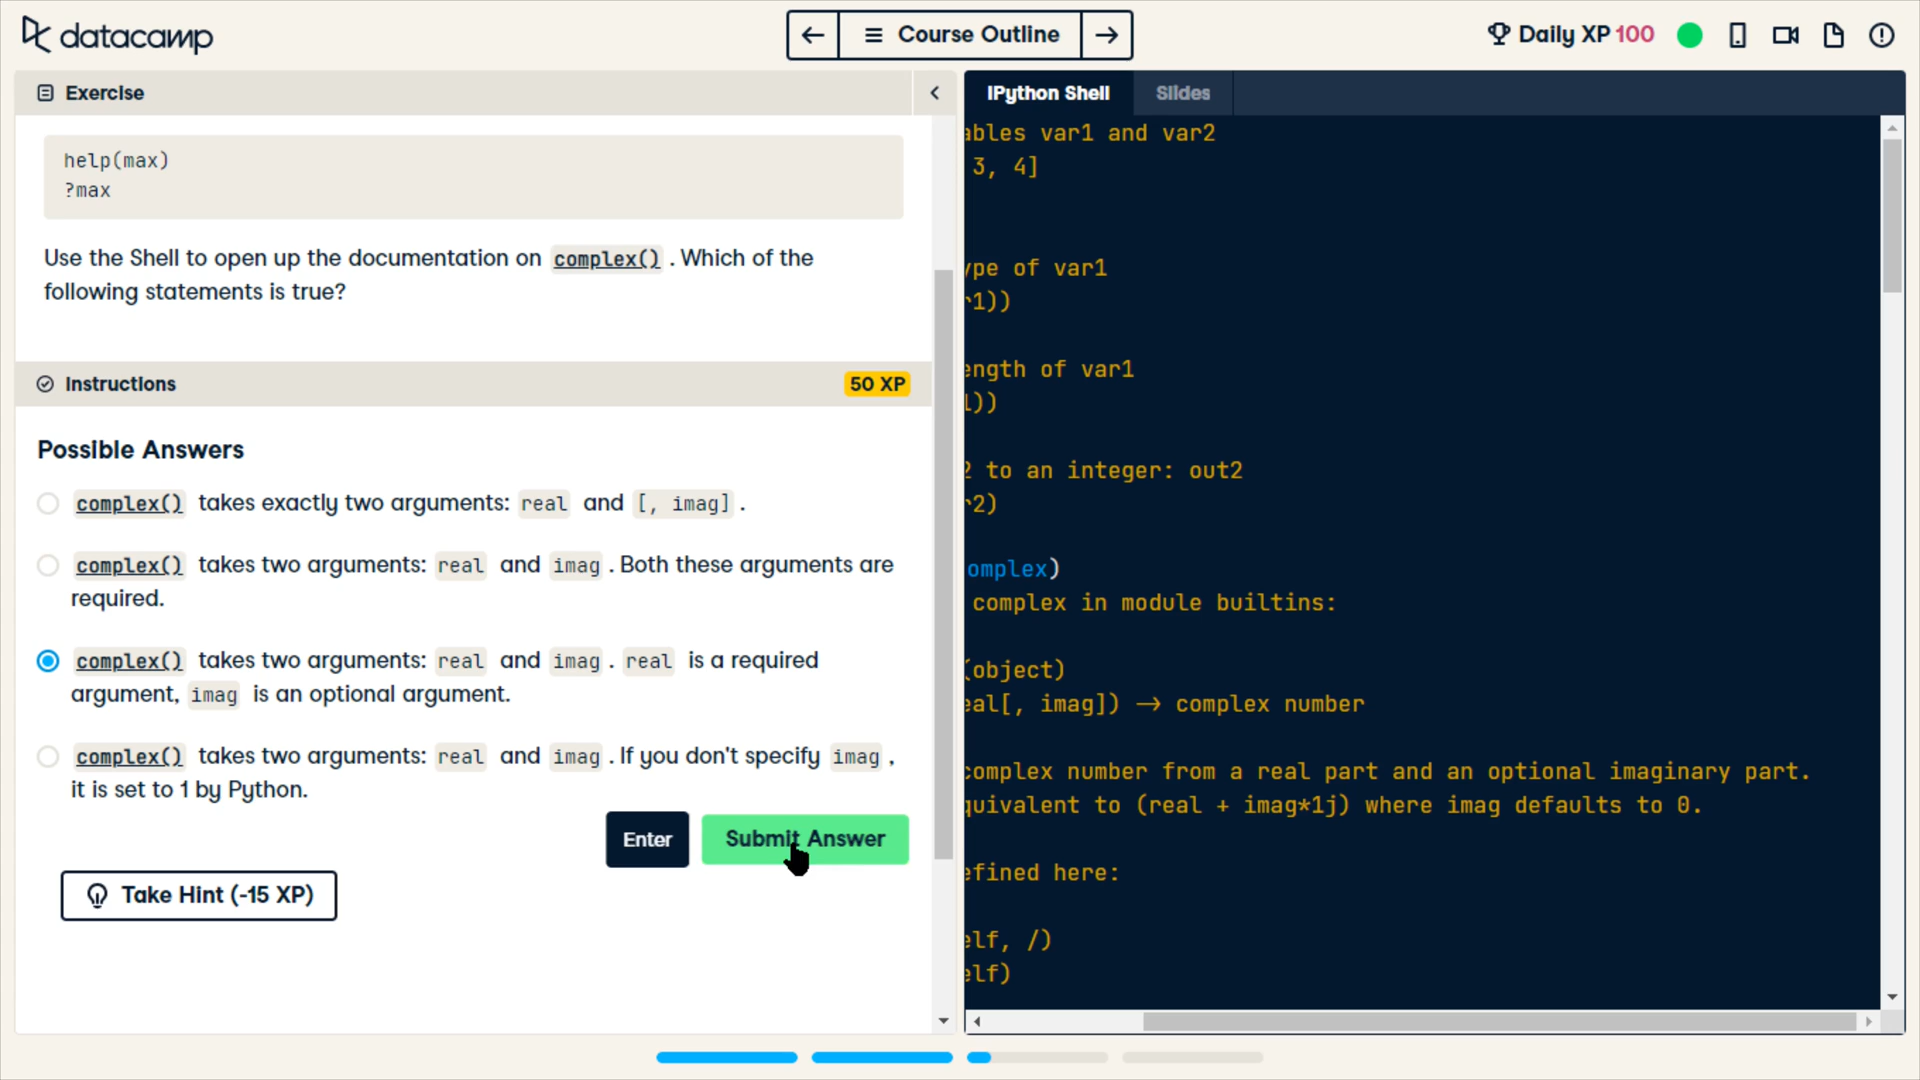 datacamp
Course Outline
Daily XP 100
Exercise
IPython Shell
Slides
help(max)
?max
Use the Shell to open up the documentation on complex() . Which of the
following statements is true?
Instructions
50 XP
Possible Answers
complex() takes exactly two arguments: real and [, imag] .
complex() takes two arguments: real and imag . Both these arguments are
required.
complex() takes two arguments: real and imag . real is a required
argument, imag is an optional argument.
complex() takes two arguments: real and imag . If you don't specify imag ,
it is set to 1 by Python.
Enter
Submit Answer
Take Hint (-15 XP)
ables var1 and var2
3, 4]
ype of var1
r1))
ength of var1
1))
2 to an integer: out2
r2)
omplex)
complex in module builtins:
(object)
eal[, imag]) → complex number
complex number from a real part and an optional imaginary part.
quivalent to (real + imag*1j) where imag defaults to 0.
efined here:
elf, /)
elf)